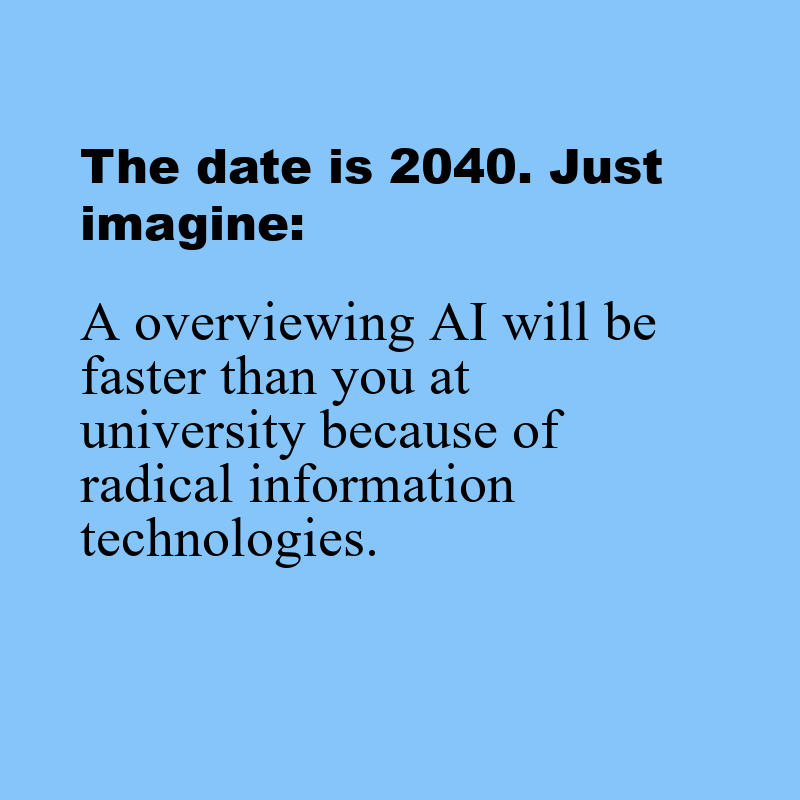 The date is 2040. Just
imagine:
A overviewing AI will be
faster than you at
university because of
radical information
technologies.